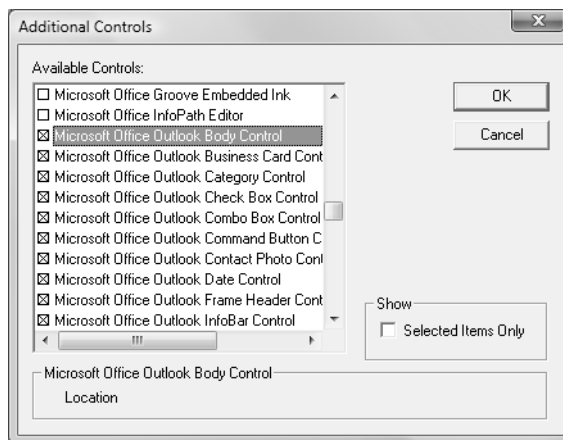 Additional Controls
Available Controls:
Microsoft Office Groove Embedded Ink
Microsoft Office InfoPath Editor
Microsoft Office Outlook Body Control
Microsoft Office Outlook Business Card Cont
Microsoft Office Outlook Category Control
Microsoft Office Outlook Check Box Control
Microsoft Office Outlook Combo Box Control
Microsoft Office Outlook Command Button C
Microsoft Office Outlook Contact Photo Cont
Microsoft Office Outlook Date Control
Microsoft Office Outlook Frame Header Cont
Microsoft Office Outlook InfoBar Control
OK
Cancel
Show
Selected Items Only
Microsoft Office Outlook Body Control
Location